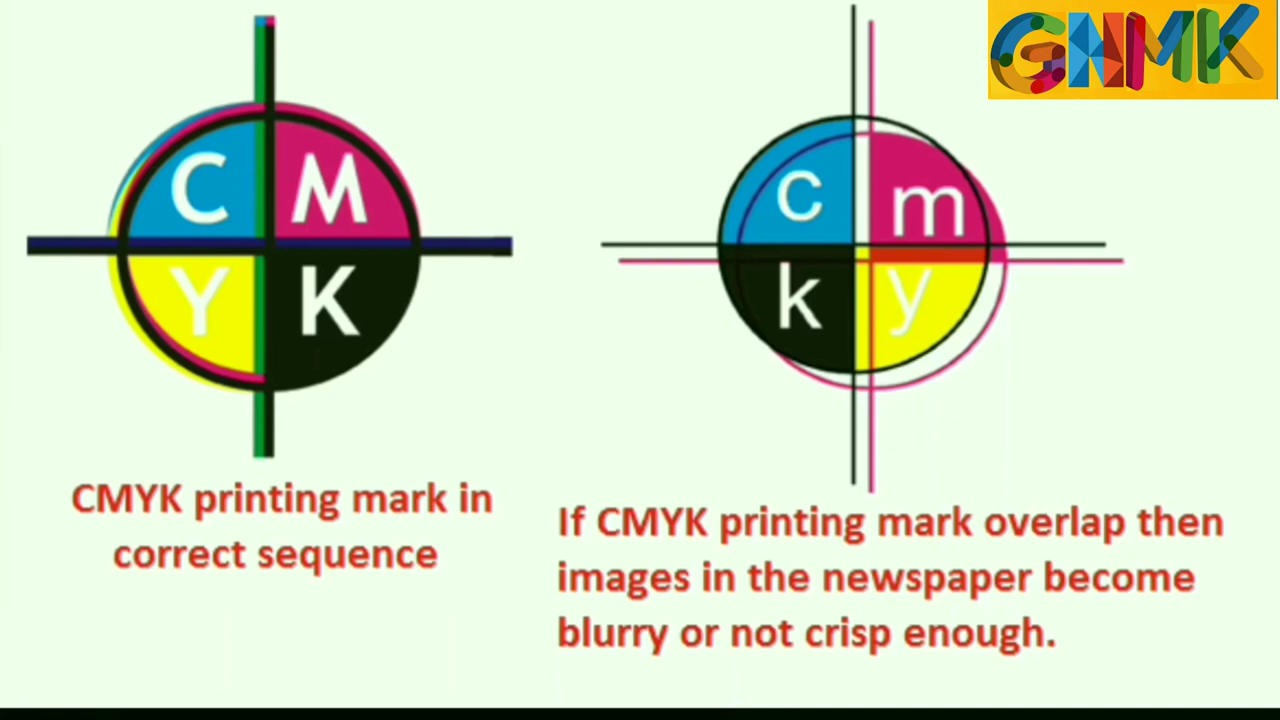 GNMK
C M
Y K
c m
k y
CMYK printing mark in
correct sequence
If CMYK printing mark overlap then
images in the newspaper become
blurry or not crisp enough.